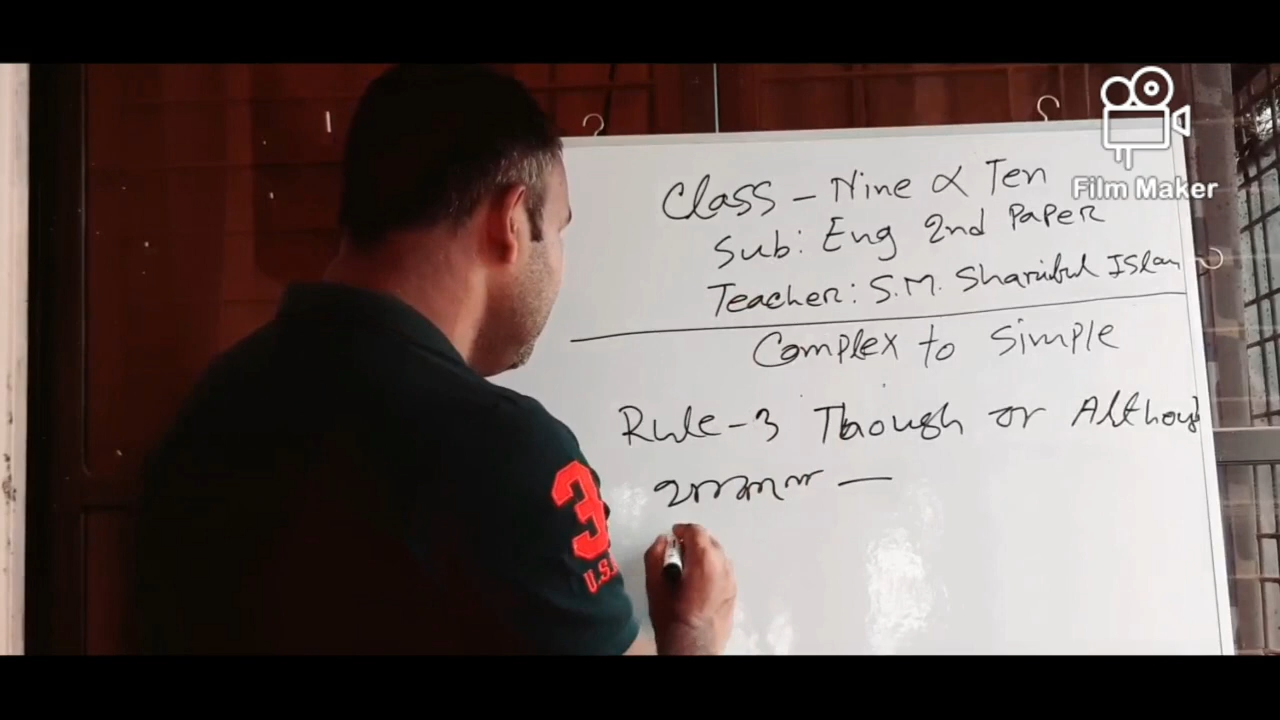 Class - Nine & Ten
Sub: Eng 2nd Paper
Teacher: S.M. Shariful Islam
Complex to Simple
Rule-3 Though or Although
—
Film Maker
3
U.S.